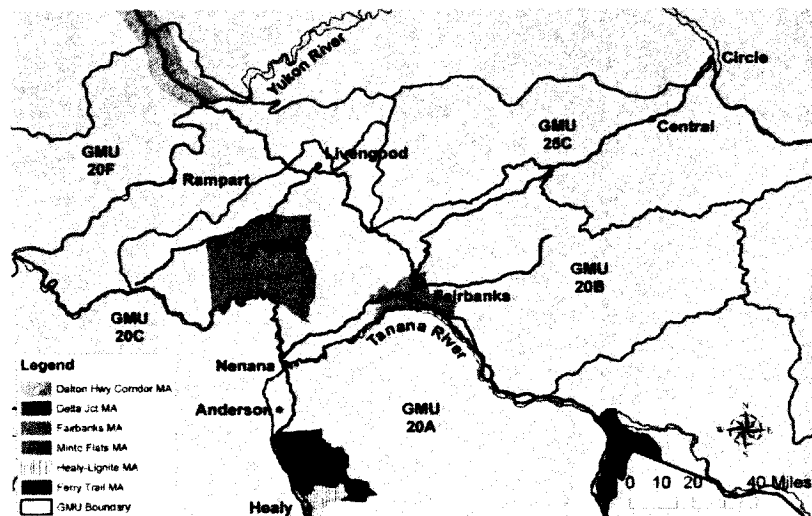 Yukon River
Circle
GMU
25C
Central
Livengood
GMU
20F
Rampart
GMU
20B
Fairbanks
GMU
20C
Tanana River
Nenana
Anderson
GMU
20A
Healy
Legend
Dalton Hwy Corridor MA
Delta Jct MA
Fairbanks MA
Minto Flats MA
Healy-Lignite MA
Ferry Trail MA
GMU Boundary
N
W
E
S
0 10 20 40 Miles